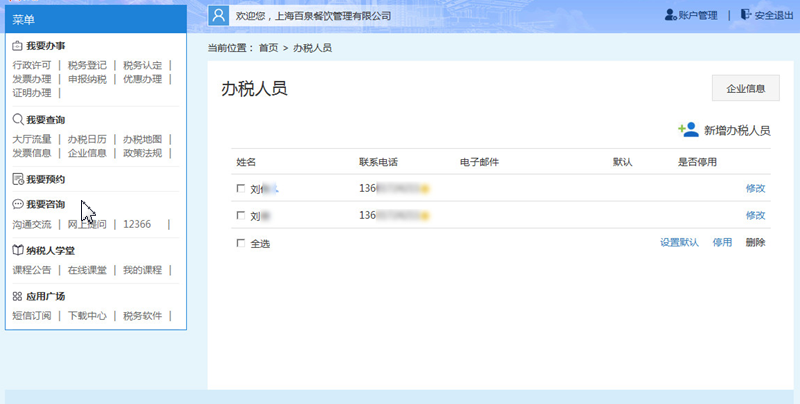 菜单
欢迎您，上海百泉餐饮管理有限公司
账户管理 | 安全退出
我要办事
行政许可 | 税务登记 | 税务认定 |
发票办理 | 申报纳税 | 优惠办理 |
证明办理 |
我要查询
大厅流量 | 办税日历 | 办税地图 |
发票信息 | 企业信息 | 政策法规 |
我要预约
我要咨询
沟通交流 | 网上提问 | 12366 |
纳税人学堂
课程公告 | 在线课堂 | 我的课程 |
应用广场
短信订阅 | 下载中心 | 税务软件 |
当前位置： 首页 > 办税人员
办税人员
企业信息
新增办税人员
姓名 联系电话 电子邮件 默认 是否停用
刘 136 修改
刘 136 修改
全选 设置默认 停用 删除